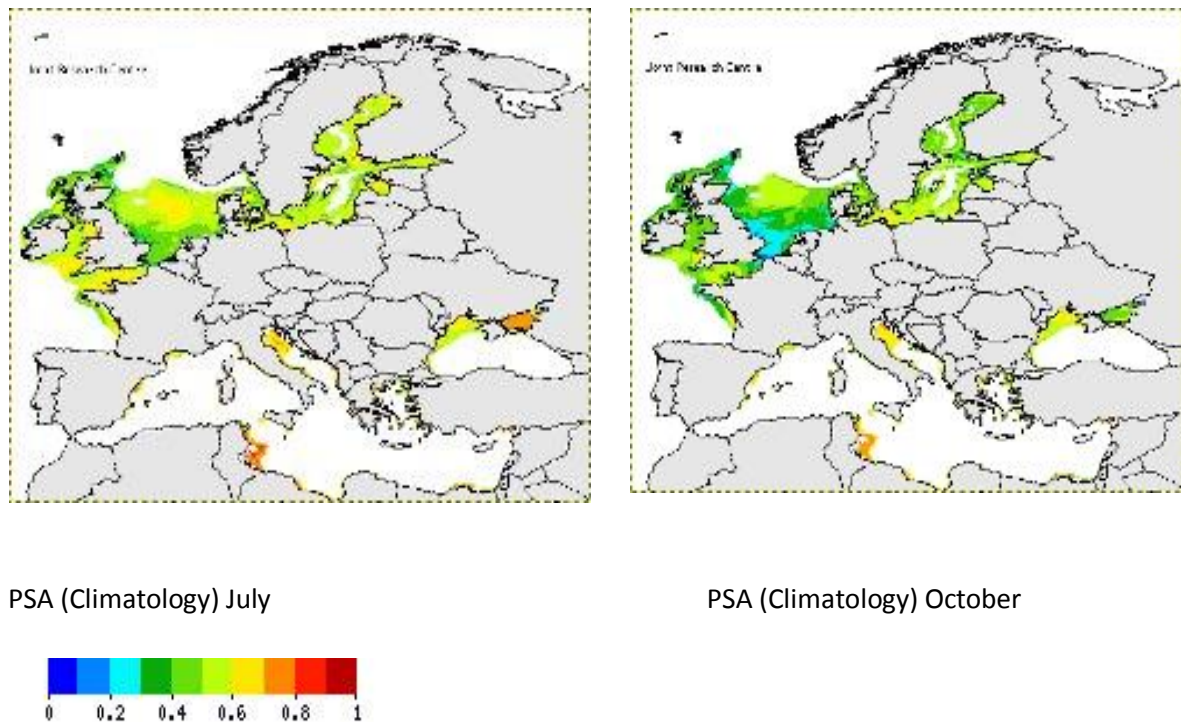 Joint Research Centre
Joint Research Centre
PSA (Climatology) July
PSA (Climatology) October
0 0.2 0.4 0.6 0.8 1